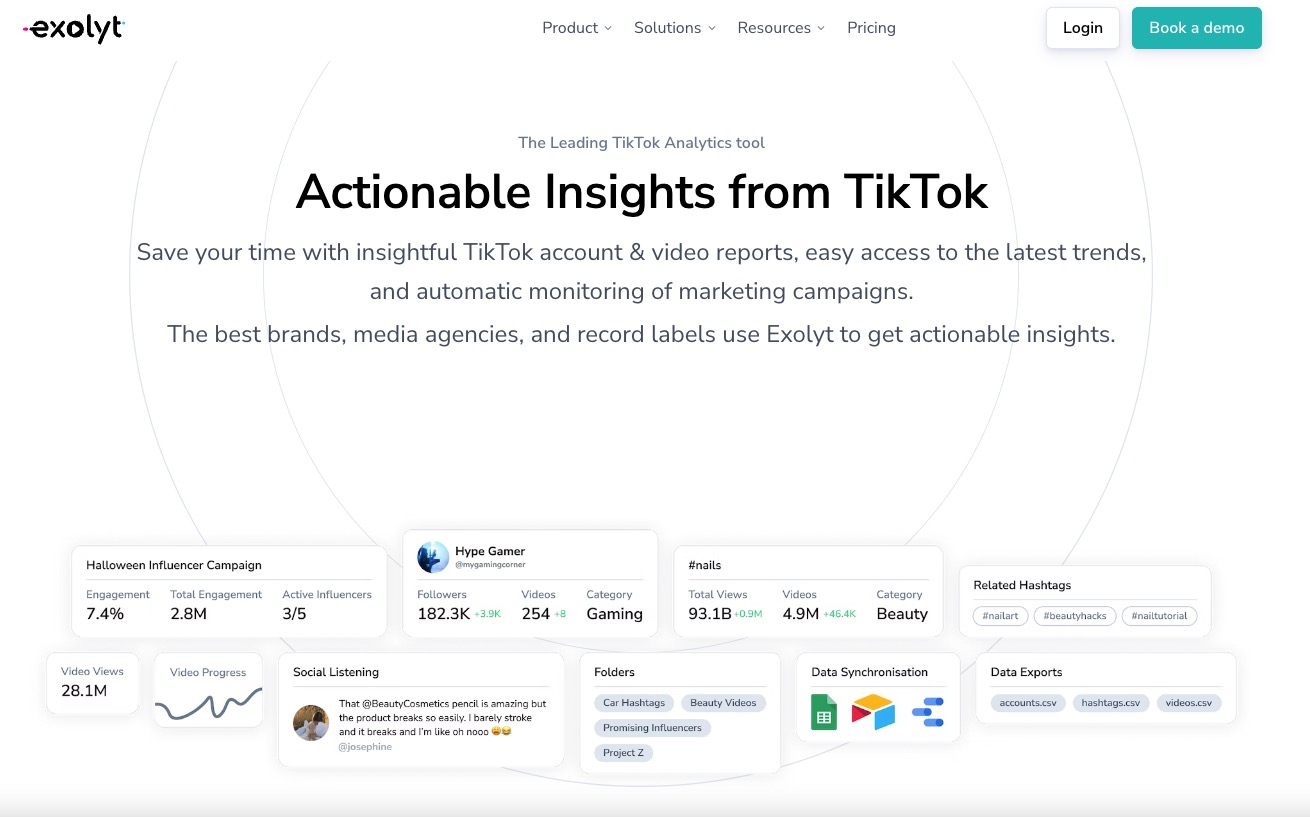 exolyt
Product Solutions Resources Pricing Login Book a demo
The Leading TikTok Analytics tool
Actionable Insights from TikTok
Save your time with insightful TikTok account & video reports, easy access to the latest trends,
and automatic monitoring of marketing campaigns.
The best brands, media agencies, and record labels use Exolyt to get actionable insights.
Halloween Influencer Campaign
Engagement Total Engagement Active Influencers
7.4% 2.8M 3/5
Hype Gamer
@mygamingcorner
Followers Videos Category
182.3K +3.9K 254 +8 Gaming
#nails
Total Views Videos Category
93.1B +0.9M 4.9M +46.4K Beauty
Related Hashtags
#nailart #beautyhacks #nailtutorial
Video Views
28.1M
Video Progress
Social Listening
That @BeautyCosmetics pencil is amazing but
the product breaks so easily. I barely stroke
and it breaks and I'm like oh nooo 😩😂
@josephine
Folders
Car Hashtags Beauty Videos
Promising Influencers
Project Z
Data Synchronisation
Data Exports
accounts.csv hashtags.csv videos.csv